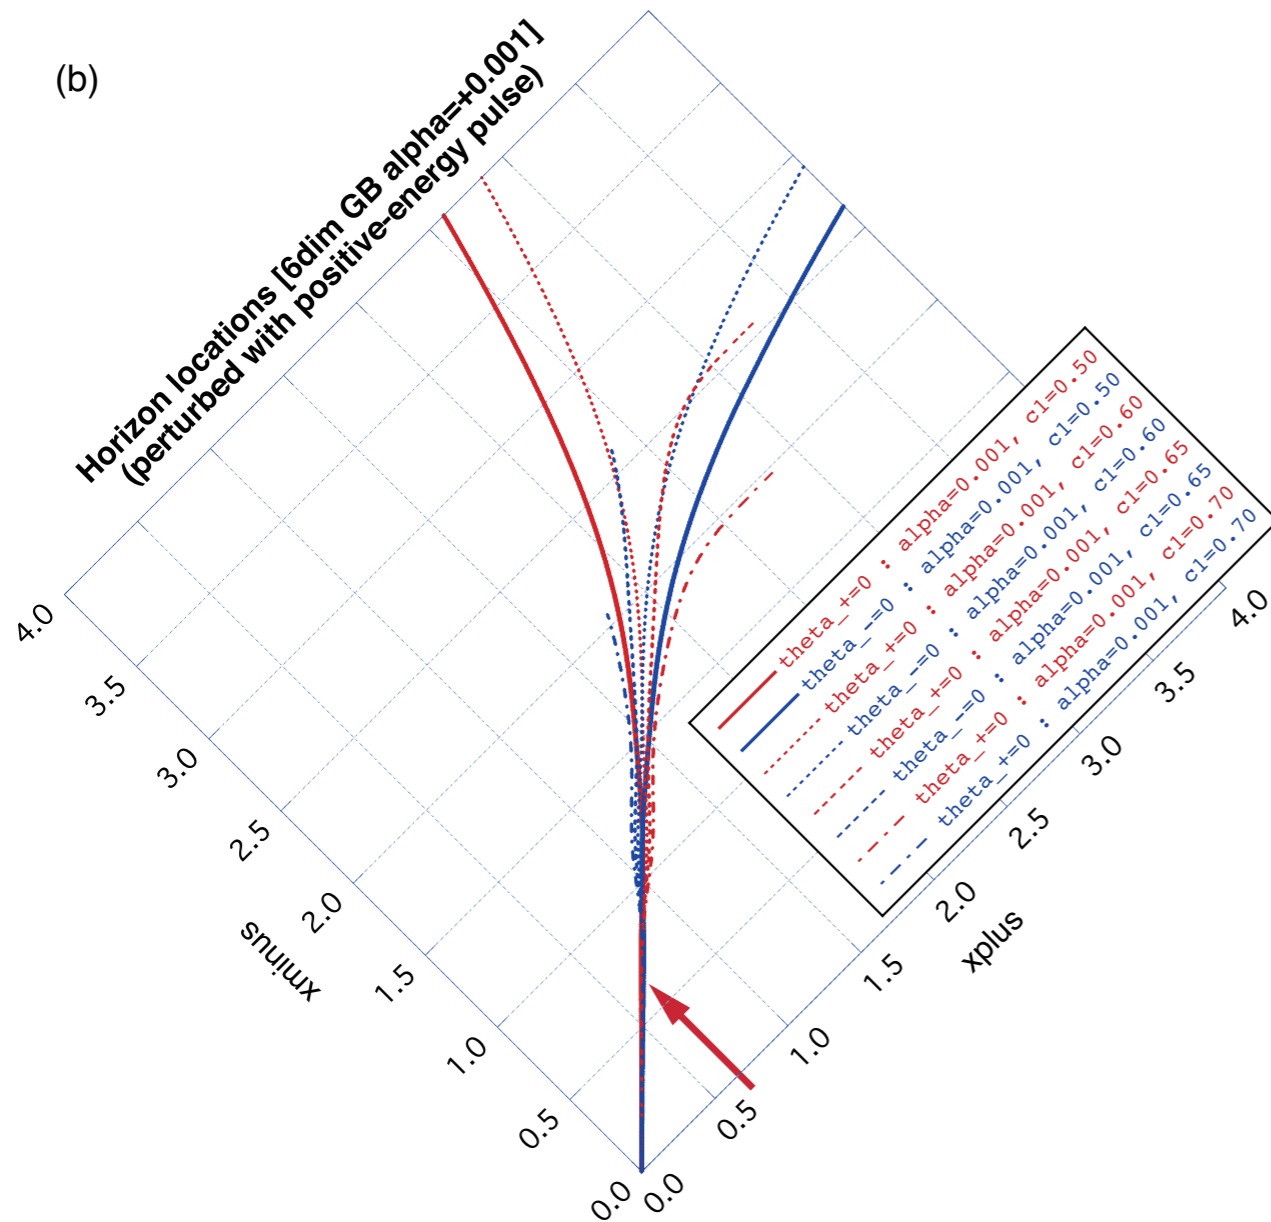 (b)
Horizon locations [6dim GB alpha=+0.001]
(perturbed with positive-energy pulse)
theta_+=0 : alpha=0.001, c1=0.50
theta_-=0 : alpha=0.001, c1=0.50
theta_+=0 : alpha=0.001, c1=0.60
theta_-=0 : alpha=0.001, c1=0.60
theta_+=0 : alpha=0.001, c1=0.65
theta_-=0 : alpha=0.001, c1=0.65
theta_+=0 : alpha=0.001, c1=0.70
theta_+=0 : alpha=0.001, c1=0.70
4.0
3.5
3.0
2.5
2.0
1.5
1.0
0.5
0.0
xminus
0.0
0.5
1.0
1.5
2.0
2.5
3.0
3.5
4.0
xplus